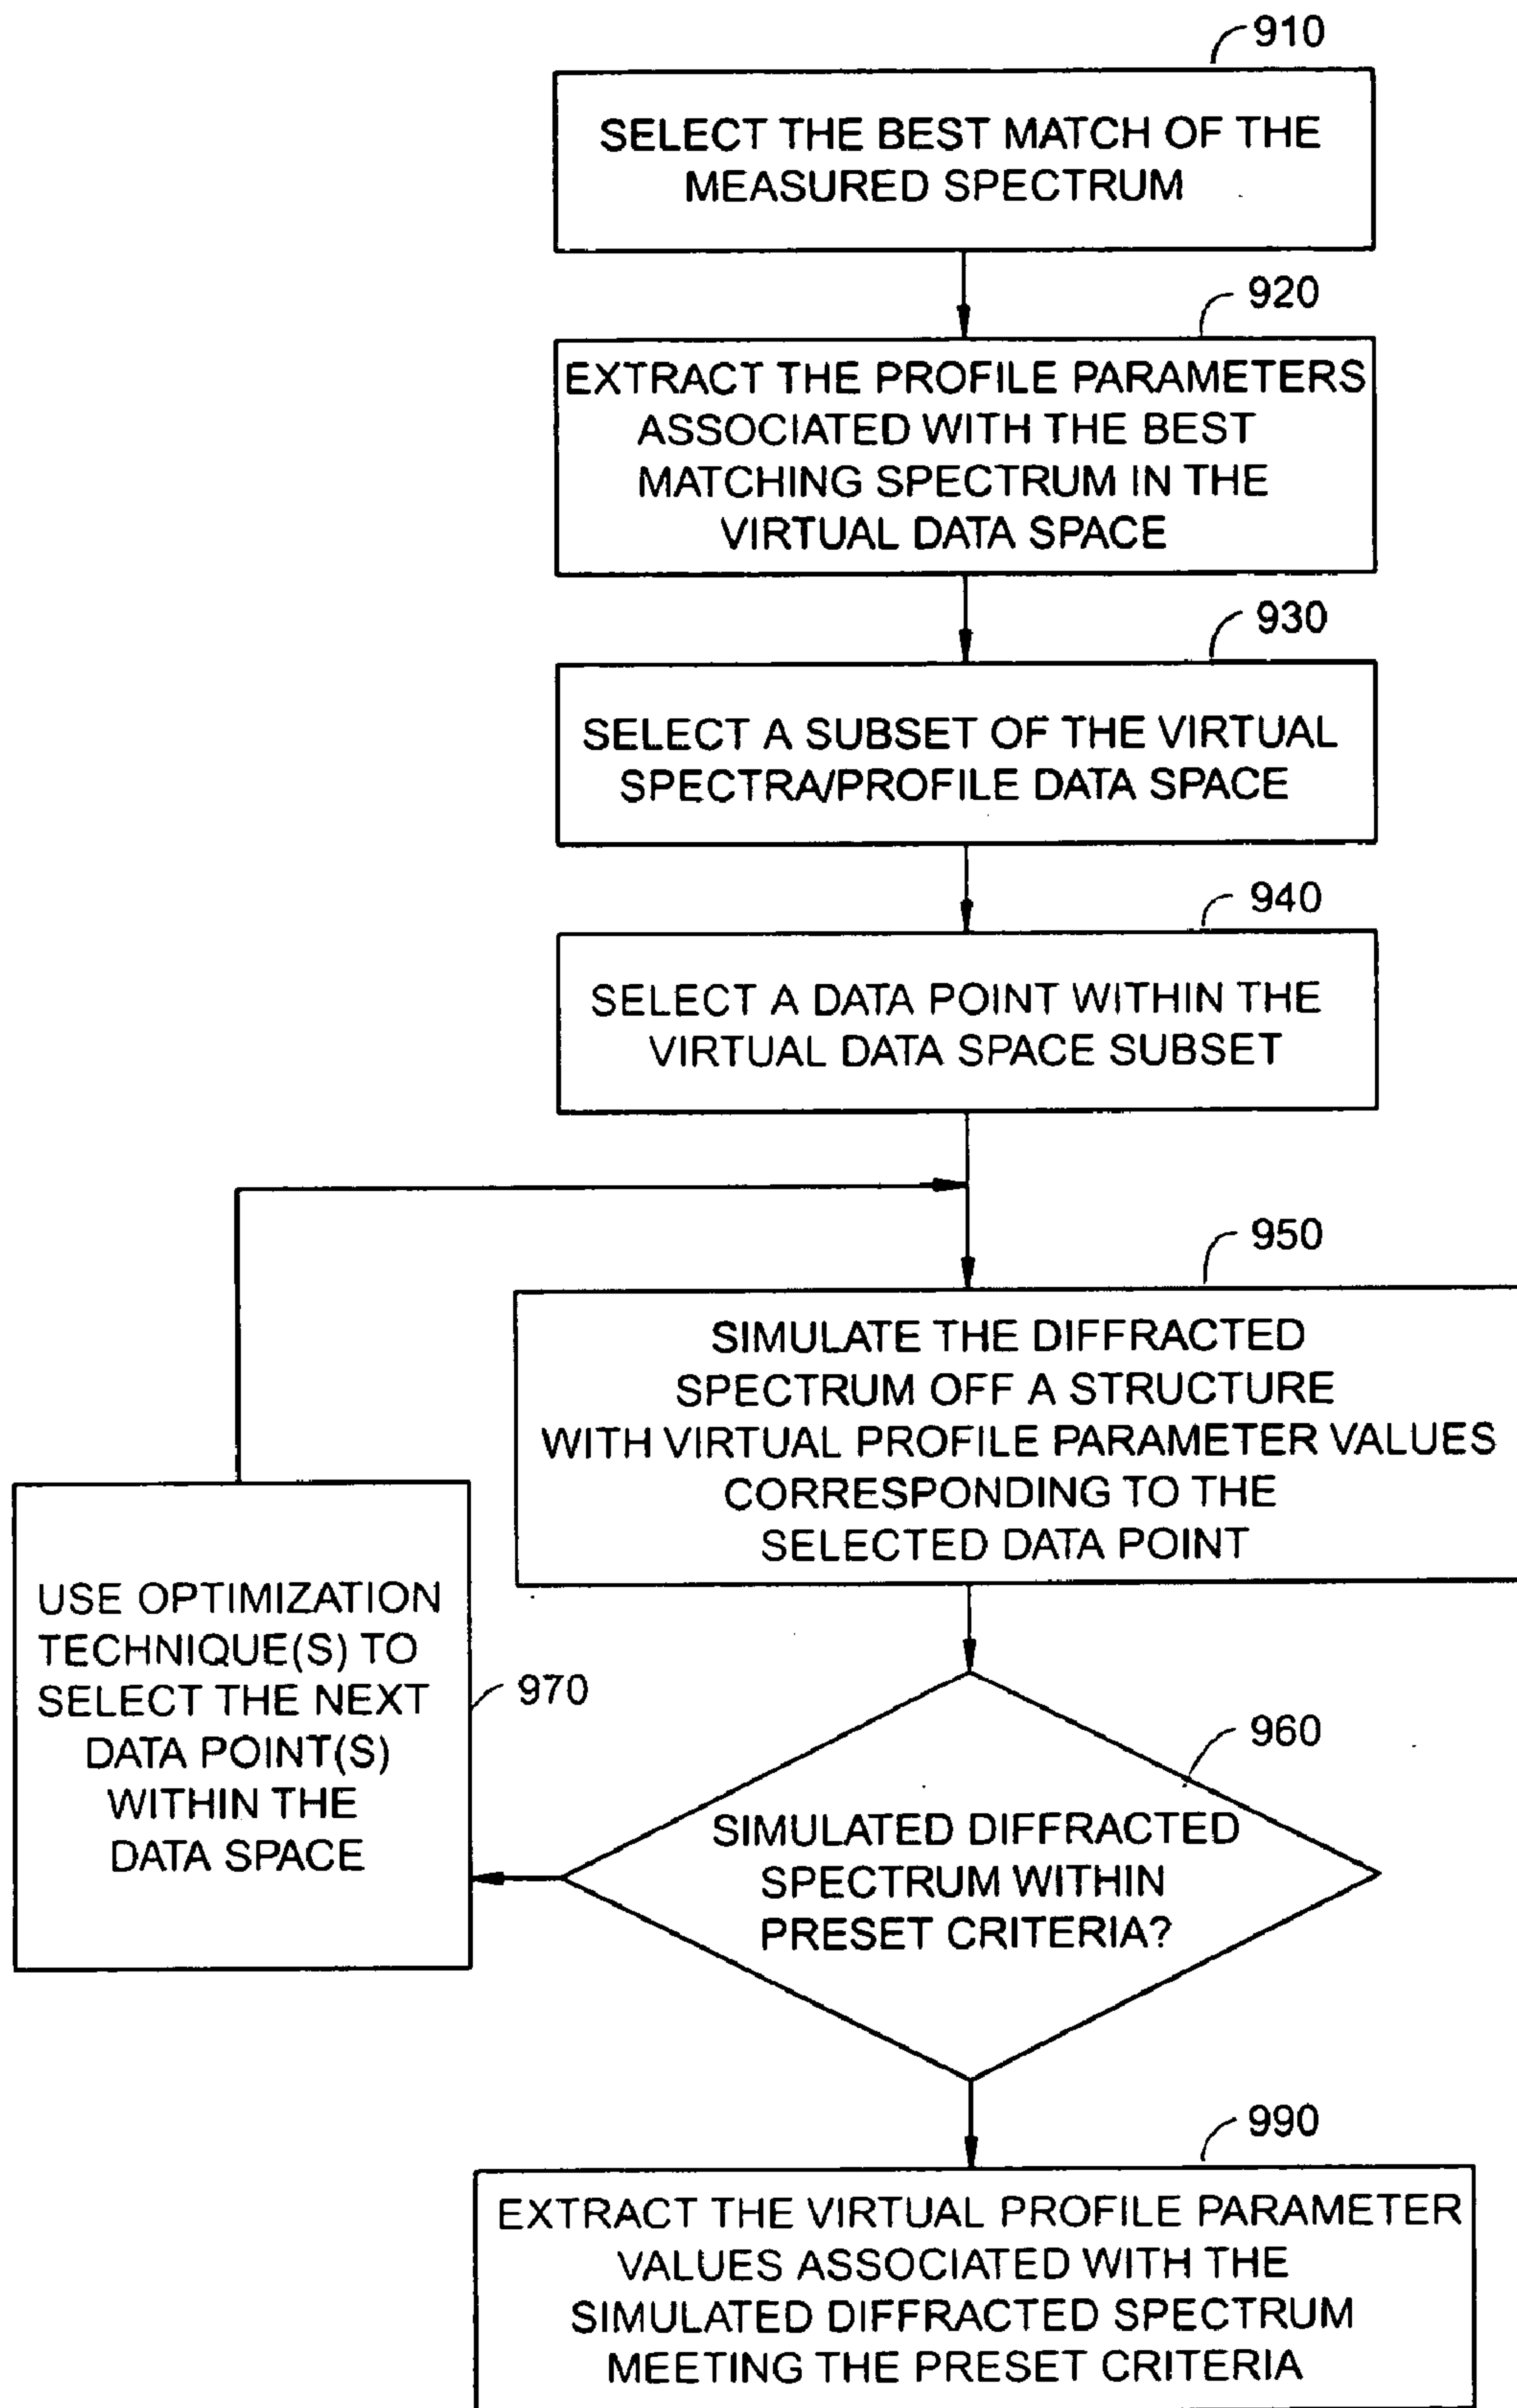 910
SELECT THE BEST MATCH OF THE
MEASURED SPECTRUM
920
EXTRACT THE PROFILE PARAMETERS
ASSOCIATED WITH THE BEST
MATCHING SPECTRUM IN THE
VIRTUAL DATA SPACE
930
SELECT A SUBSET OF THE VIRTUAL
SPECTRA/PROFILE DATA SPACE
940
SELECT A DATA POINT WITHIN THE
VIRTUAL DATA SPACE SUBSET
950
SIMULATE THE DIFFRACTED
SPECTRUM OFF A STRUCTURE
WITH VIRTUAL PROFILE PARAMETER VALUES
CORRESPONDING TO THE
SELECTED DATA POINT
960
SIMULATED DIFFRACTED
SPECTRUM WITHIN
PRESET CRITERIA?
970
USE OPTIMIZATION
TECHNIQUE(S) TO
SELECT THE NEXT
DATA POINT(S)
WITHIN THE
DATA SPACE
990
EXTRACT THE VIRTUAL PROFILE PARAMETER
VALUES ASSOCIATED WITH THE
SIMULATED DIFFRACTED SPECTRUM
MEETING THE PRESET CRITERIA